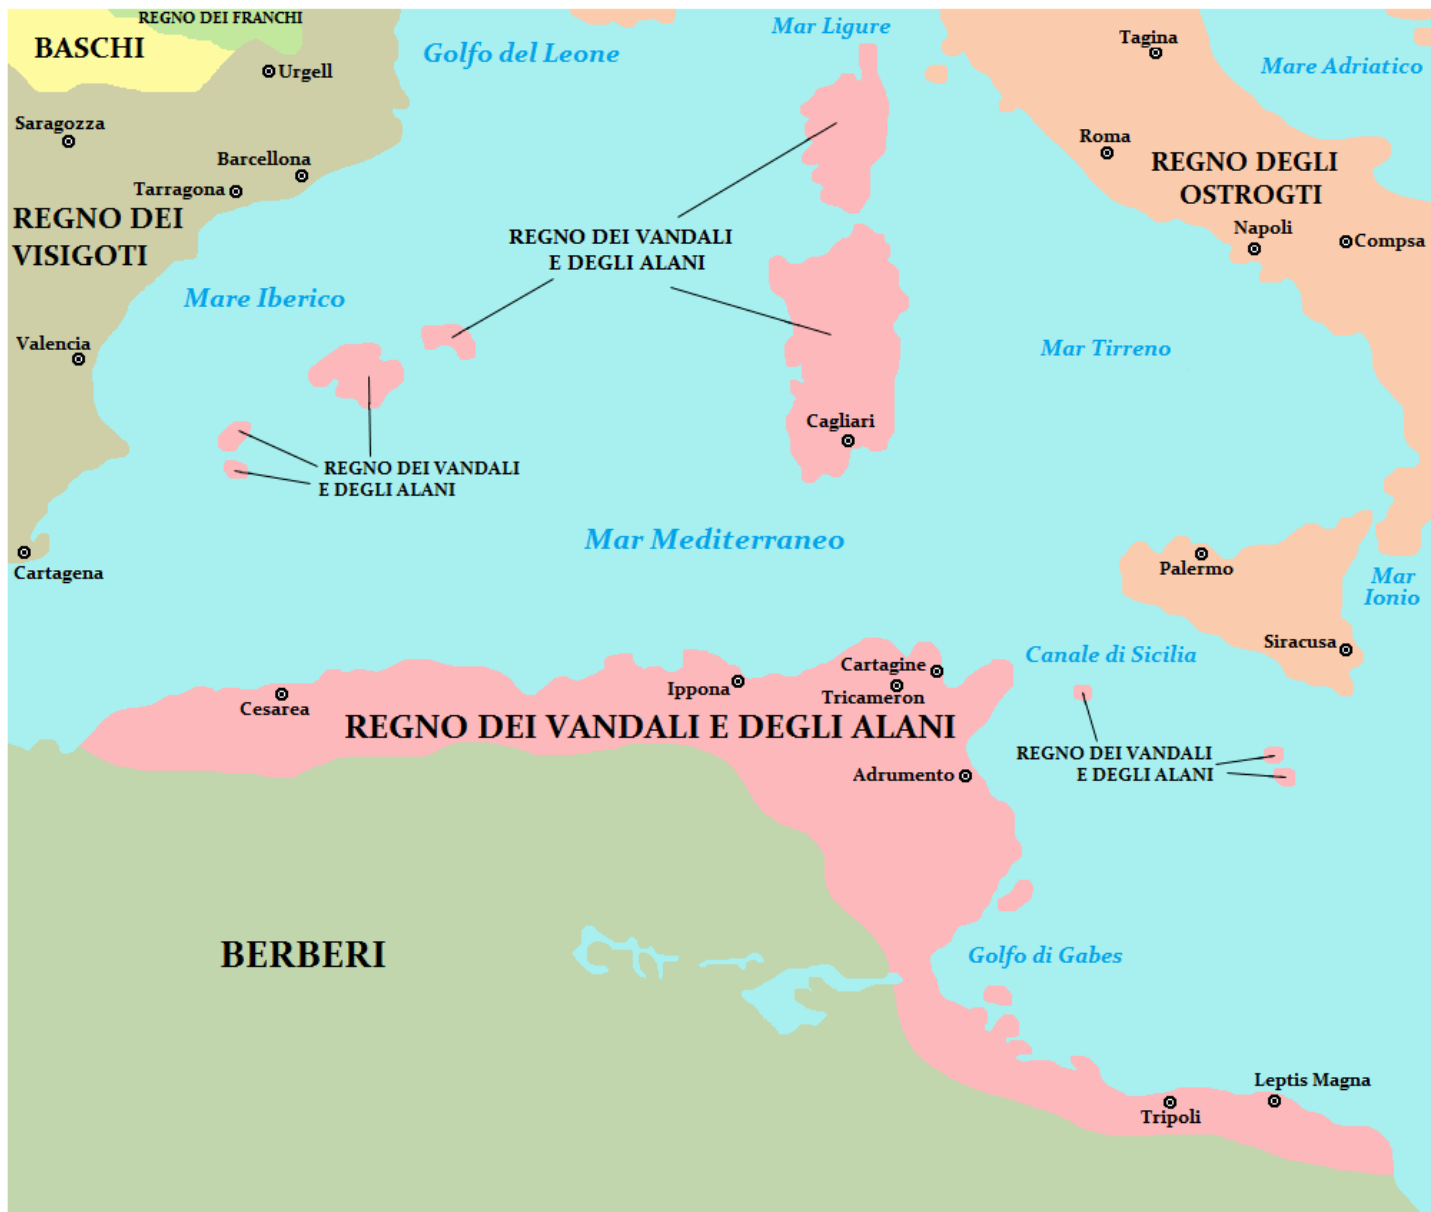 REGNO DEI FRANCHI
BASCHI
Urgell
Golfo del Leone
Mar Ligure
Tagina
Mare Adriatico
Saragozza
Barcellona
Tarragona
Roma
REGNO DEGLI
OSTROGTI
REGNO DEI
VISIGOTI
REGNO DEI VANDALI
E DEGLI ALANI
Napoli
Compsa
Mare Iberico
Valencia
Mar Tirreno
Cagliari
REGNO DEI VANDALI
E DEGLI ALANI
Mar Mediterraneo
Cartagena
Palermo
Mar
Ionio
Siracusa
Canale di Sicilia
Cartagine
Ippona
Tricameron
Cesarea
REGNO DEI VANDALI E DEGLI ALANI
REGNO DEI VANDALI
E DEGLI ALANI
Adrumento
BERBERI
Golfo di Gabes
Leptis Magna
Tripoli